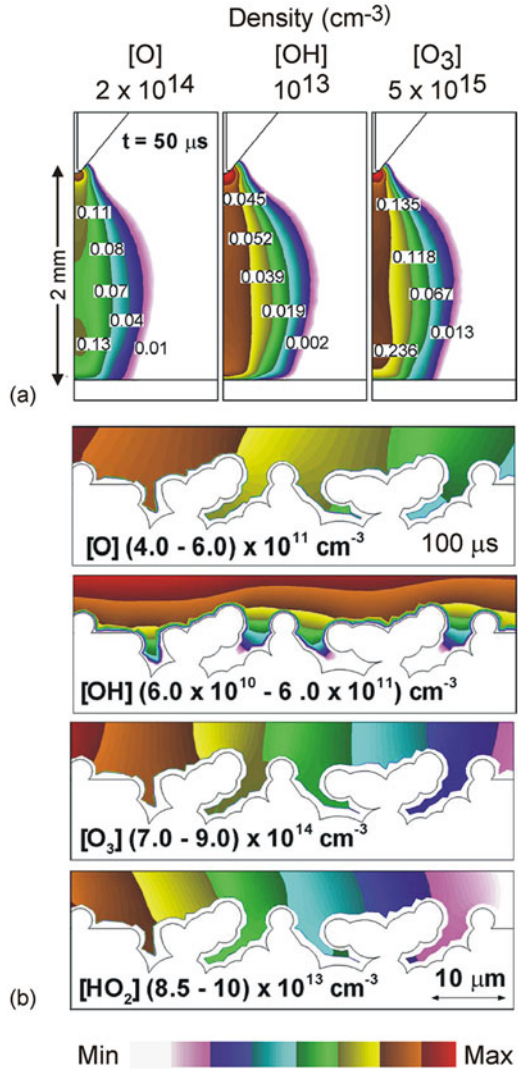 Density (cm-3)
[O] [OH] [O3]
2 x 10^14 10^13 5 x 10^15
t = 50 μs
2 mm
0.11
0.08
0.07
0.04
0.13
0.01
0.045
0.052
0.039
0.019
0.002
0.135
0.118
0.067
0.013
0.236
(a)
[O] (4.0 - 6.0) x 10^11 cm-3
100 μs
[OH] (6.0 x 10^10 - 6 .0 x 10^11) cm-3
[O3] (7.0 - 9.0) x 10^14 cm-3
[HO2] (8.5 - 10) x 10^13 cm-3
10 μm
(b)
Min Max